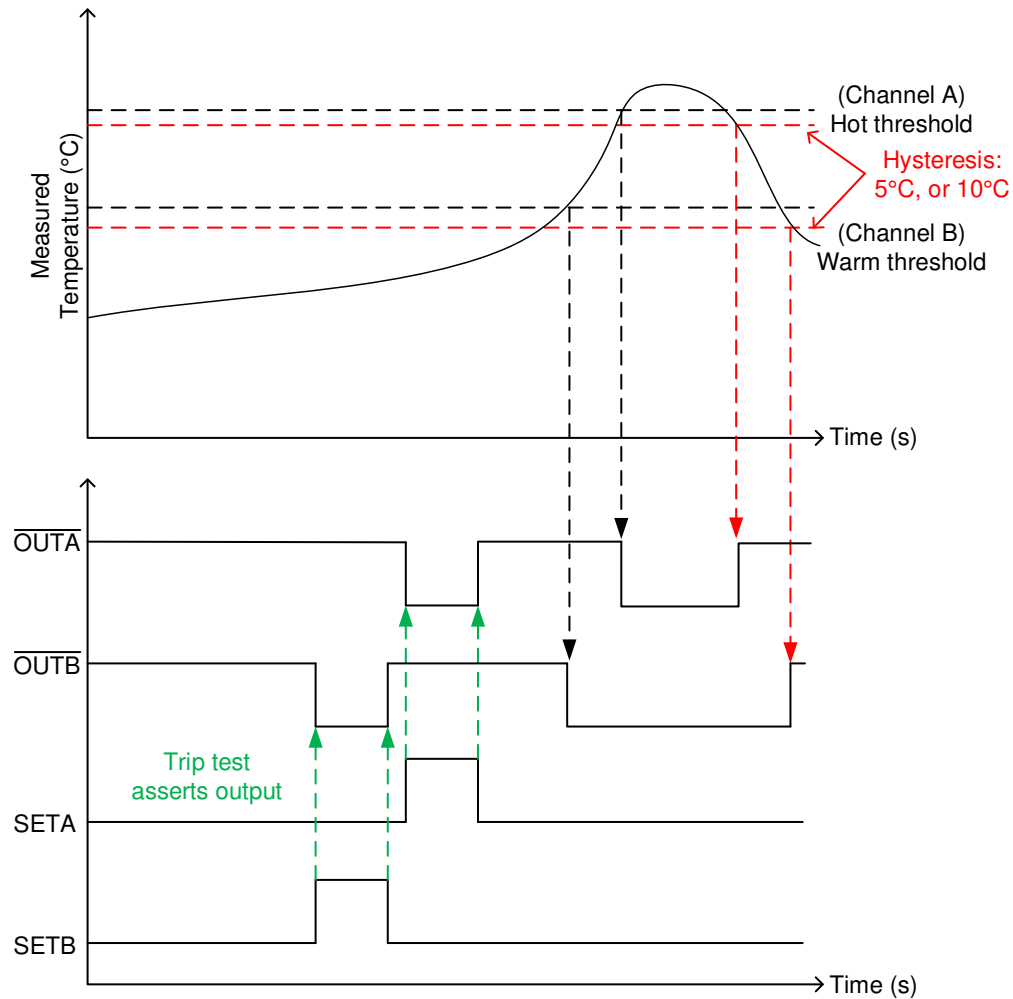 Measured
Temperature (°C)
(Channel A)
Hot threshold
Hysteresis:
5°C, or 10°C
(Channel B)
Warm threshold
Time (s)
OUTA
OUTB
Trip test
asserts output
SETA
SETB
Time (s)